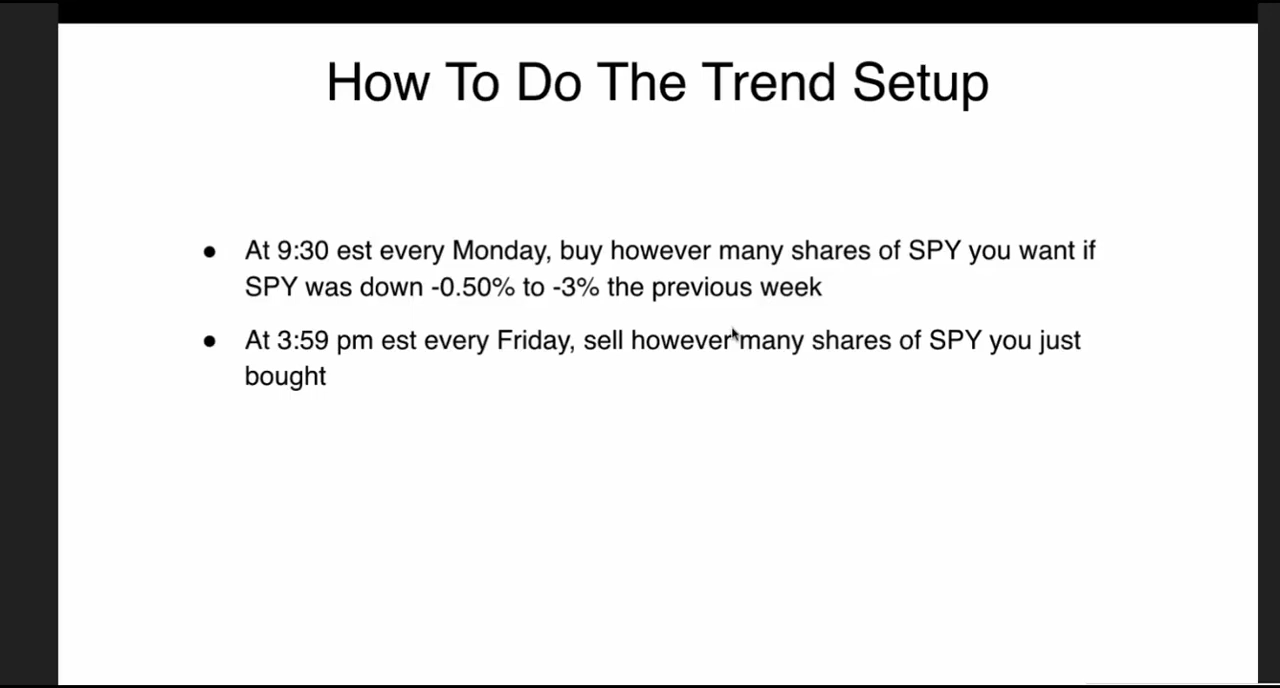 How To Do The Trend Setup
● At 9:30 est every Monday, buy however many shares of SPY you want if
SPY was down -0.50% to -3% the previous week
● At 3:59 pm est every Friday, sell however many shares of SPY you just
bought